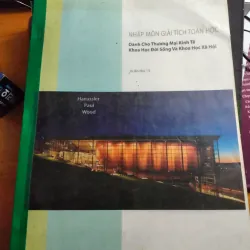 NHẬP MÔN GIẢI TÍCH TOÁN HỌC
Dành Cho Thương Mại Kinh Tế
Khoa Học Đời Sống Và Khoa Học Xã Hội
Haeussler
Paul
Wood